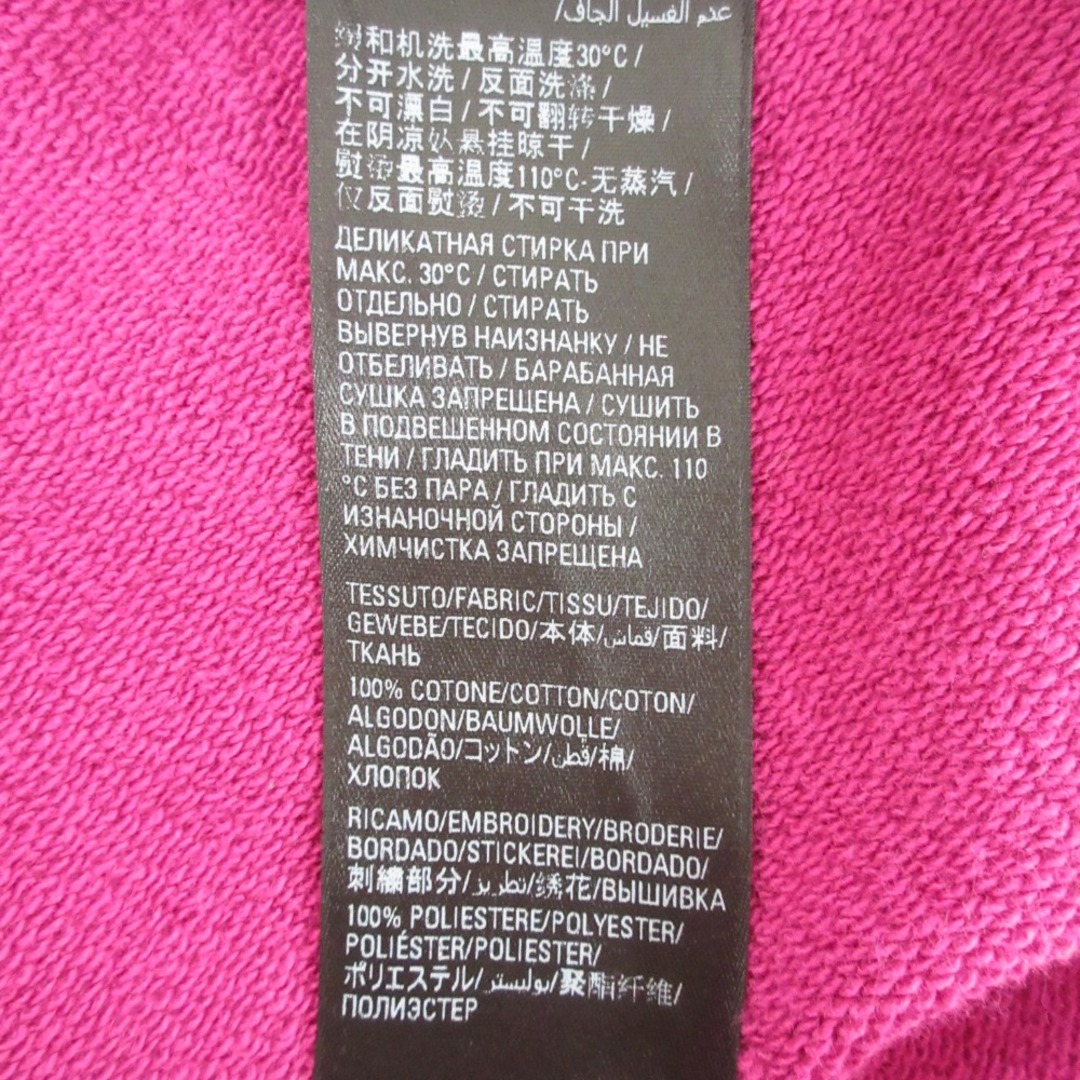 عدم الغسيل الجاف/
缓和机洗最高温度30°C/
分开水洗/反面洗涤/
不可漂白/不可翻转干燥/
在阴凉处悬挂晾干/
熨烫最高温度110°C-无蒸汽/
仅反面熨烫/不可干洗
ДЕЛИКАТНАЯ СТИРКА ПРИ
МАКС. 30°C / СТИРАТЬ
ОТДЕЛЬНО / СТИРАТЬ
ВЫВЕРНУВ НАИЗНАНКУ / НЕ
ОТБЕЛИВАТЬ / БАРАБАННАЯ
СУШКА ЗАПРЕЩЕНА / СУШИТЬ
В ПОДВЕШЕННОМ СОСТОЯНИИ В
ТЕНИ / ГЛАДИТЬ ПРИ МАКС. 110
°C БЕЗ ПАРА / ГЛАДИТЬ С
ИЗНАНОЧНОЙ СТОРОНЫ /
ХИМЧИСТКА ЗАПРЕЩЕНА
TESSUTO/FABRIC/TISSU/TEJIDO/
GEWEBE/TECIDO/本体/قماش/面料/
ТКАНЬ
100% COTONE/COTTON/COTON/
ALGODON/BAUMWOLLE/
ALGODÃO/コットン/قطن/棉/
ХЛОПОК
RICAMO/EMBROIDERY/BRODERIE/
BORDADO/STICKEREI/BORDADO/
刺繍部分/تطريز/绣花/ВЫШИВКА
100% POLIESTERE/POLYESTER/
POLIÉSTER/POLIESTER/
ポリエステル/بوليستر/聚酯纤维/
ПОЛИЭСТЕР